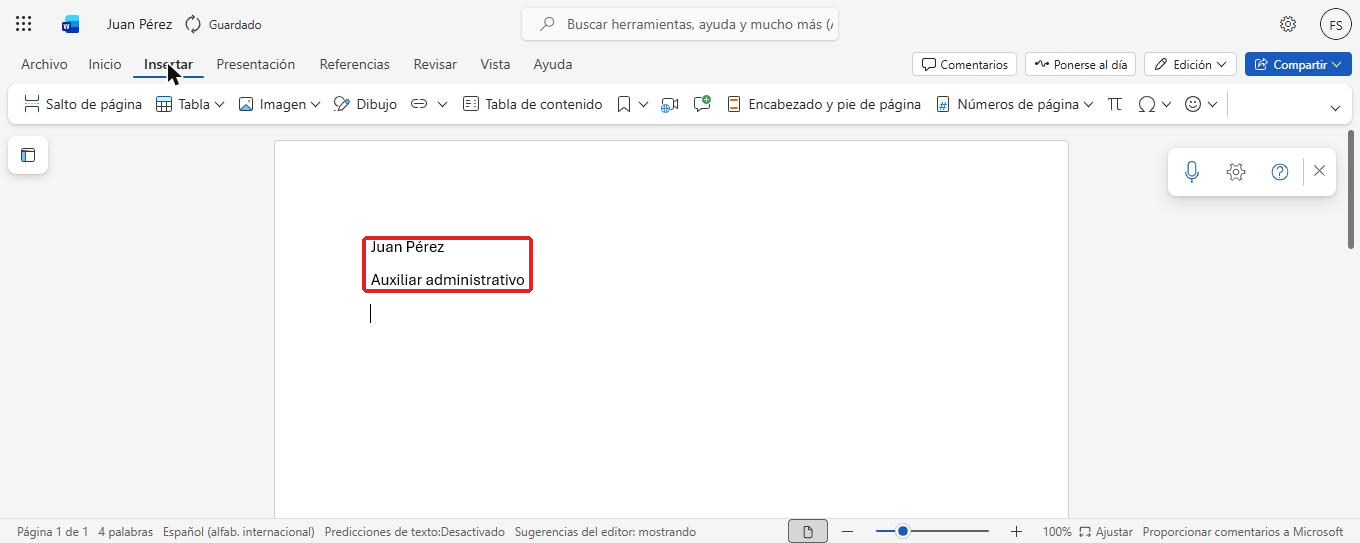 Juan Pérez Guardado
Buscar herramientas, ayuda y mucho más (
FS
Archivo Inicio Insertar Presentación Referencias Revisar Vista Ayuda
Comentarios Ponerse al día Edición Compartir
Salto de página Tabla Imagen Dibujo Tabla de contenido Encabezado y pie de página # Números de página π Ω
Juan Pérez
Auxiliar administrativo
Página 1 de 1 4 palabras Español (alfab. internacional) Predicciones de texto:Desactivado Sugerencias del editor: mostrando 100% Ajustar Proporcionar comentarios a Microsoft